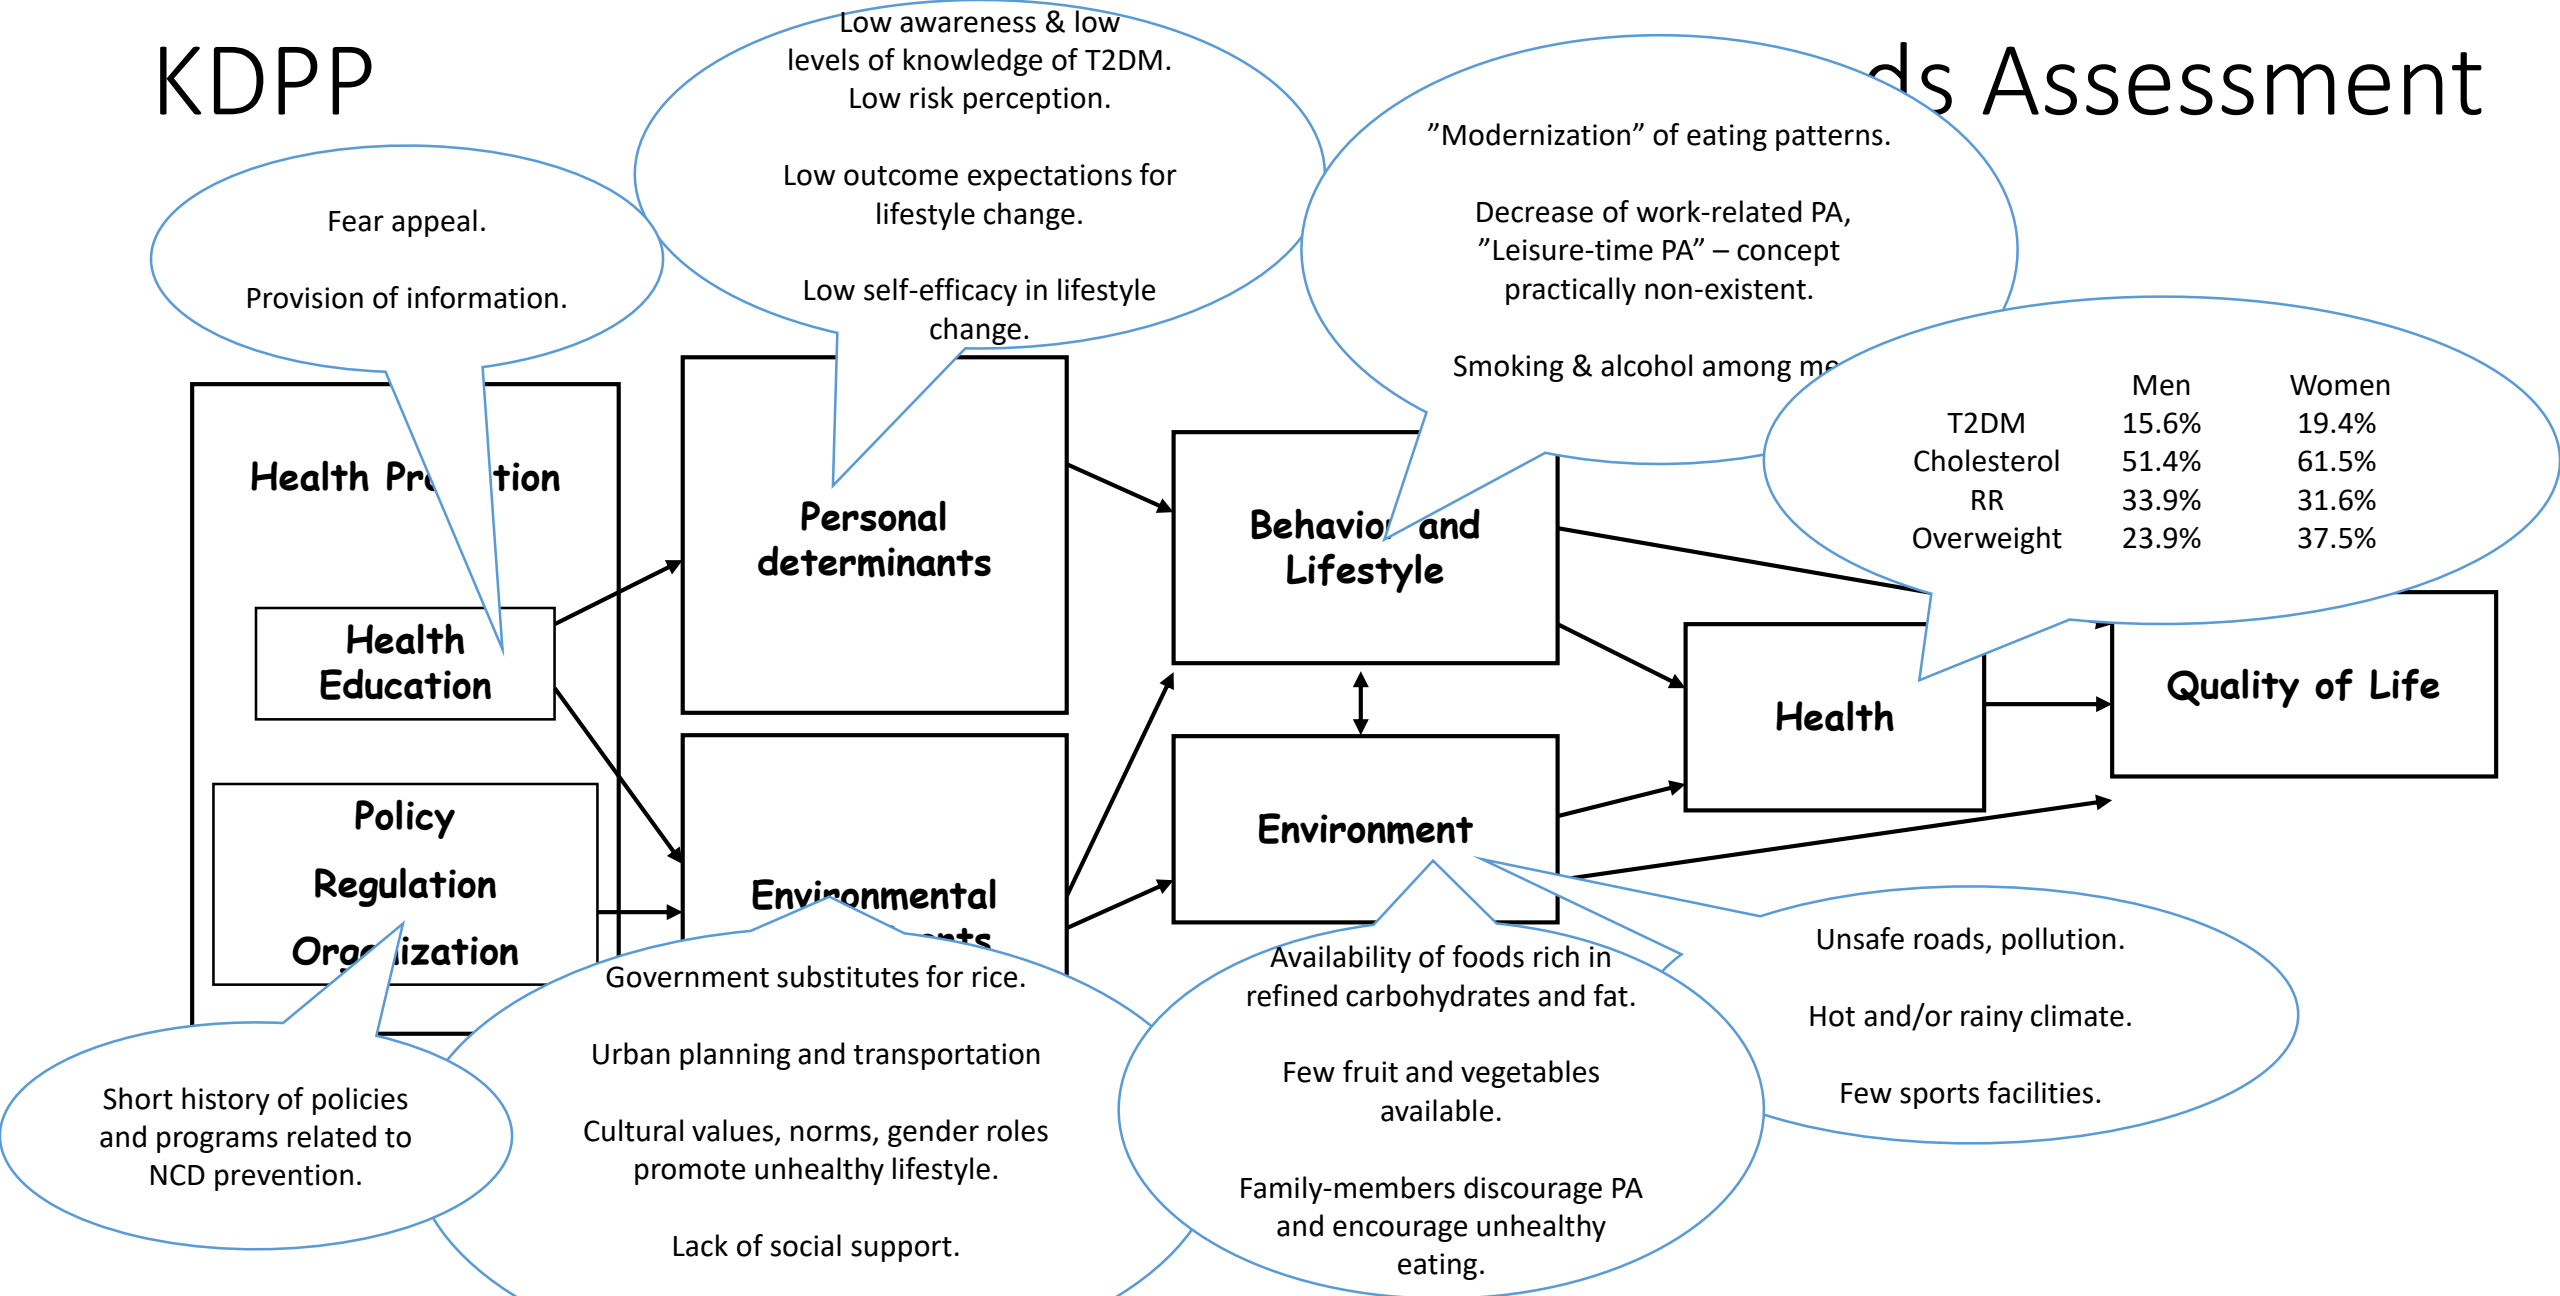 KDPP
ds Assessment
Low awareness & low
levels of knowledge of T2DM.
Low risk perception.
Low outcome expectations for
lifestyle change.
Low self-efficacy in lifestyle
change.
”Modernization” of eating patterns.
Decrease of work-related PA,
”Leisure-time PA” – concept
practically non-existent.
Smoking & alcohol among me
Fear appeal.
Provision of information.
Men Women
T2DM 15.6% 19.4%
Cholesterol 51.4% 61.5%
RR 33.9% 31.6%
Overweight 23.9% 37.5%
Health Pr tion
Health
Education
Policy
Regulation
Org ization
Personal
determinants
Environmental
Behavior and
Lifestyle
Environment
Health
Quality of Life
Short history of policies
and programs related to
NCD prevention.
Government substitutes for rice.
Urban planning and transportation
Cultural values, norms, gender roles
promote unhealthy lifestyle.
Lack of social support.
Availability of foods rich in
refined carbohydrates and fat.
Few fruit and vegetables
available.
Family-members discourage PA
and encourage unhealthy
eating.
Unsafe roads, pollution.
Hot and/or rainy climate.
Few sports facilities.